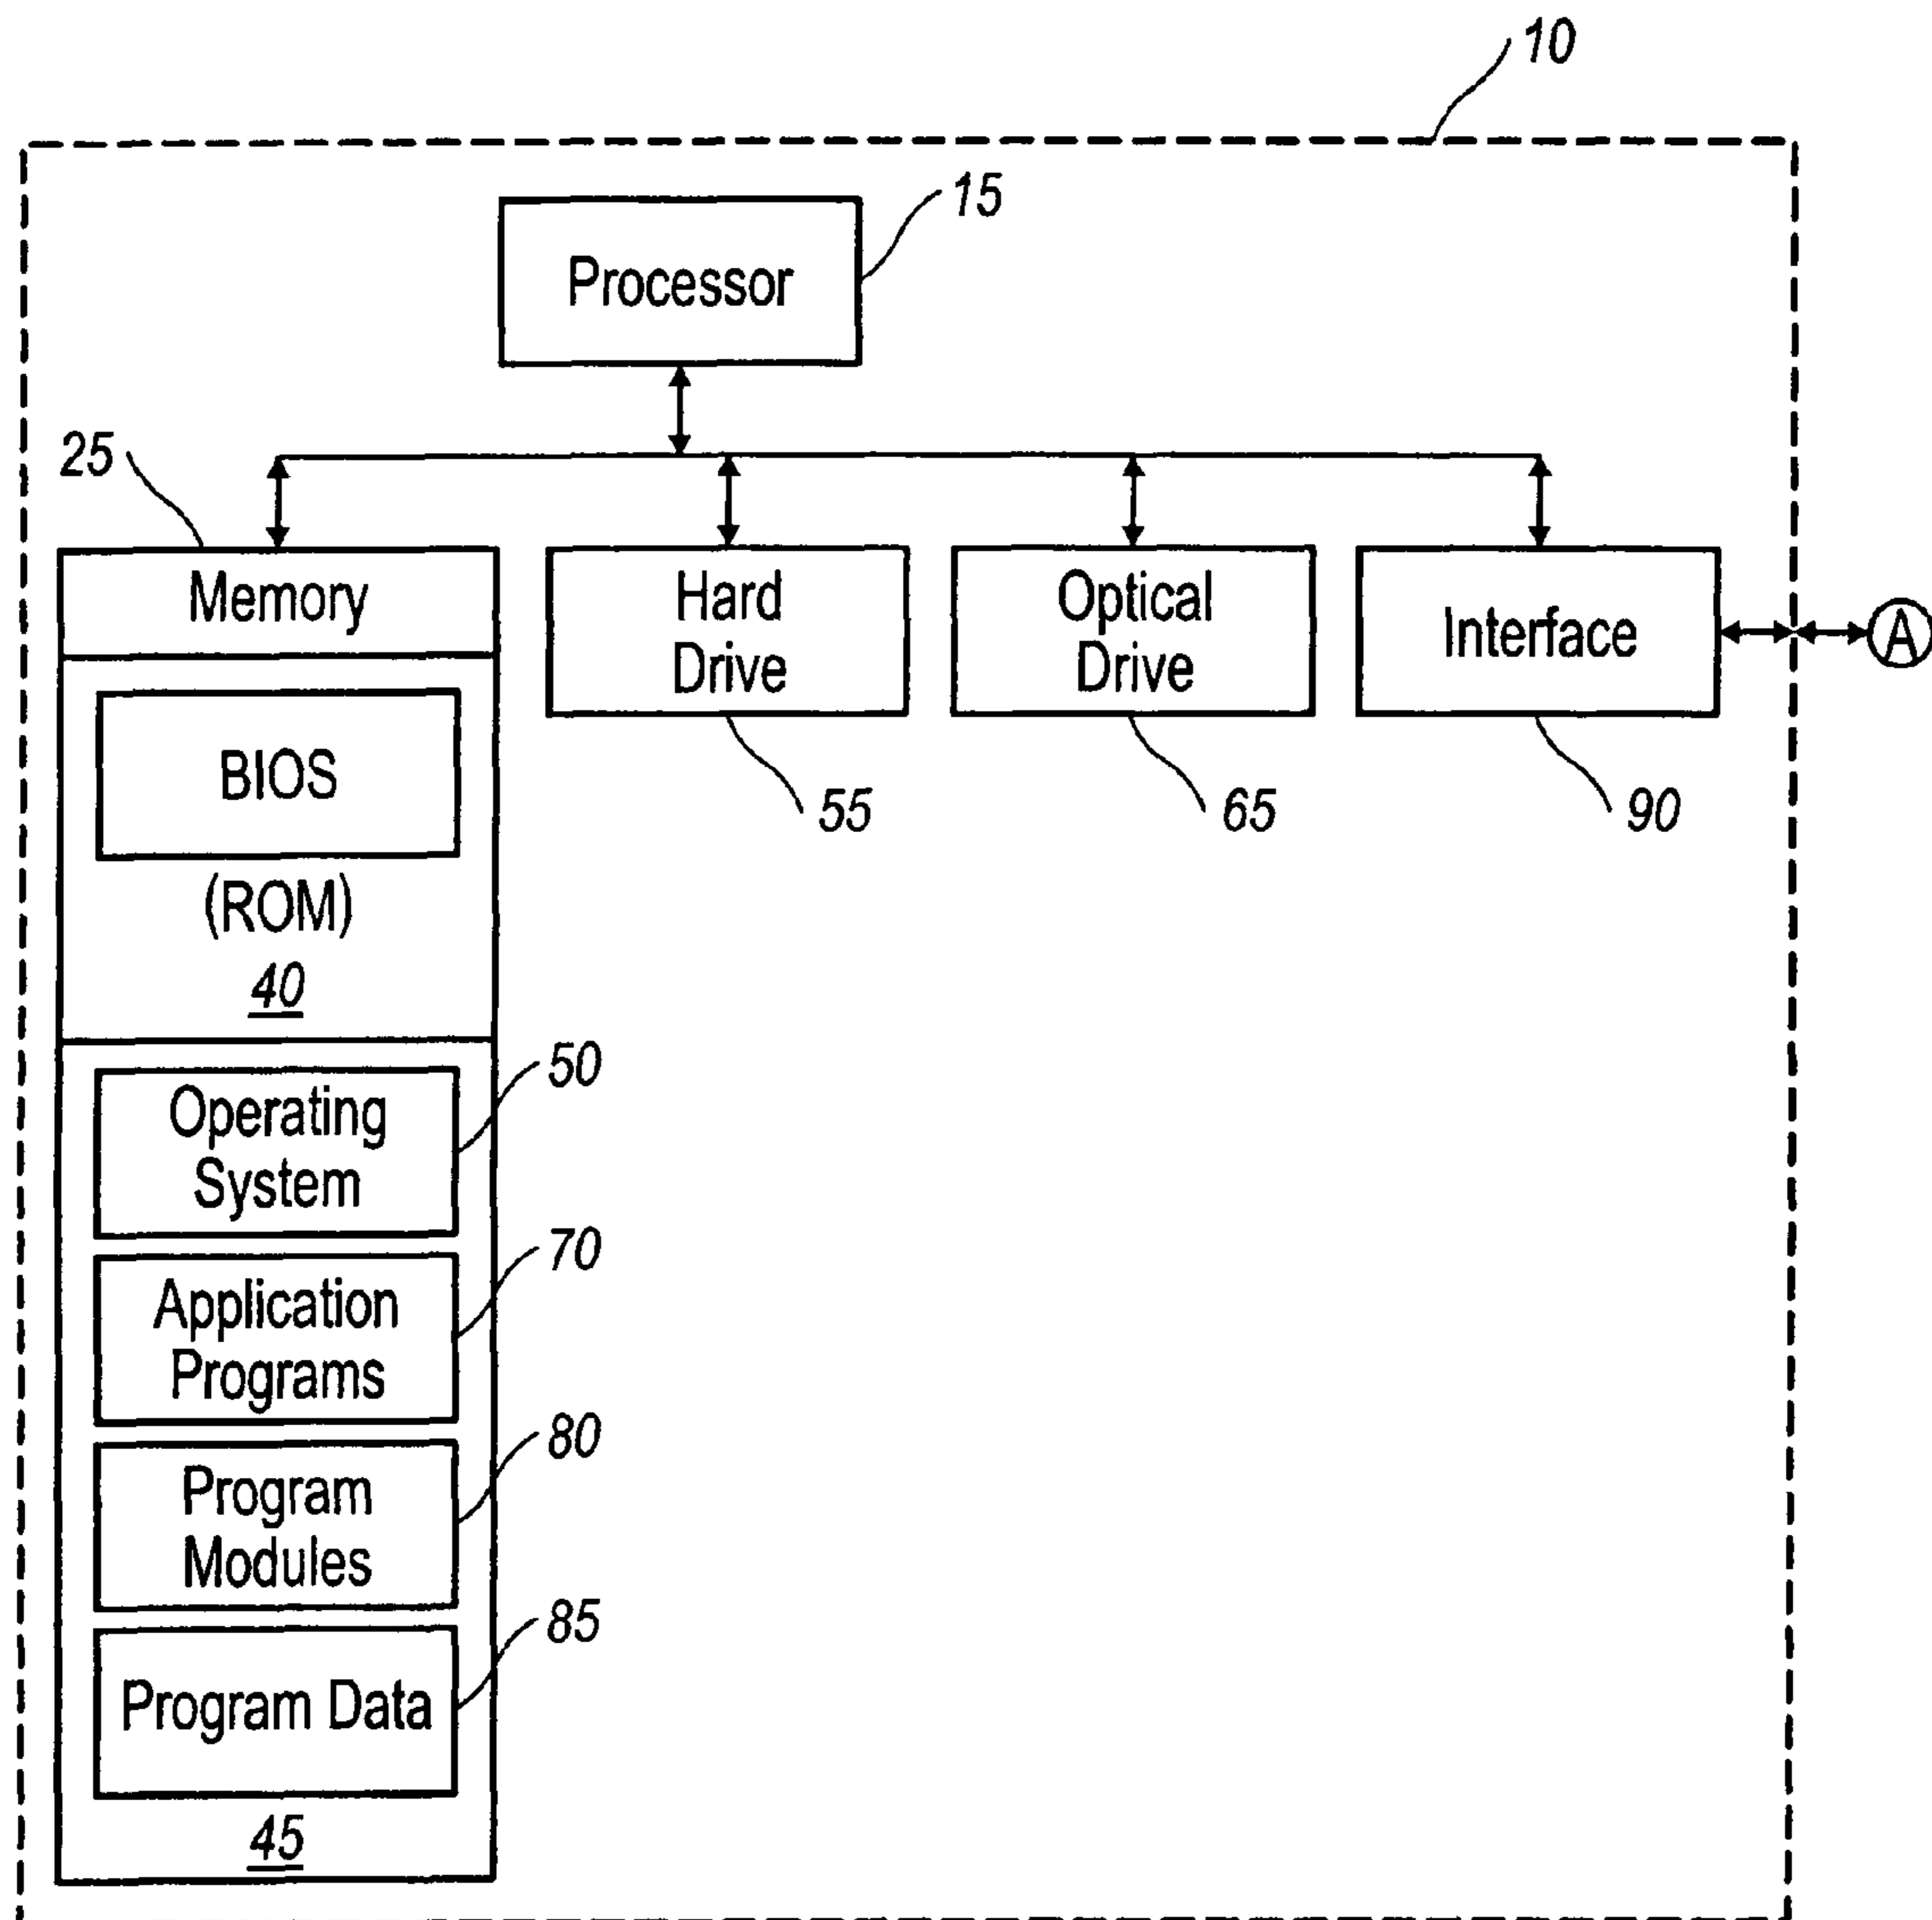 10
15
Processor
25
Memory
Hard
Drive
Optical
Drive
Interface
A
BIOS
55
65
90
(ROM)
40
Operating
System
50
Application
Programs
70
Program
Modules
80
Program Data
85
45